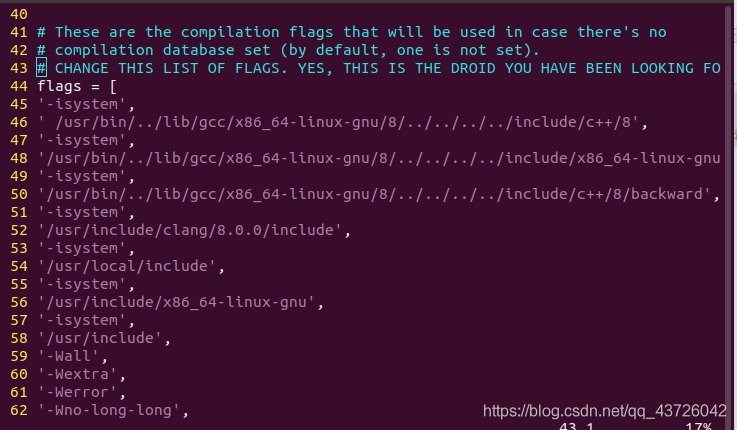 40
41 # These are the compilation flags that will be used in case there's no
42 # compilation database set (by default, one is not set).
43 # CHANGE THIS LIST OF FLAGS. YES, THIS IS THE DROID YOU HAVE BEEN LOOKING FO
44 flags = [
45 '-isystem',
46 ' /usr/bin/../lib/gcc/x86_64-linux-gnu/8/../../../../include/c++/8',
47 '-isystem',
48 '/usr/bin/../lib/gcc/x86_64-linux-gnu/8/../../../../include/x86_64-linux-gnu
49 '-isystem',
50 '/usr/bin/../lib/gcc/x86_64-linux-gnu/8/../../../../include/c++/8/backward',
51 '-isystem',
52 '/usr/include/clang/8.0.0/include',
53 '-isystem',
54 '/usr/local/include',
55 '-isystem',
56 '/usr/include/x86_64-linux-gnu',
57 '-isystem',
58 '/usr/include',
59 '-Wall',
60 '-Wextra',
61 '-Werror',
62 '-Wno-long-long',
https://blog.csdn.net/qq_43726042
43,1 17%